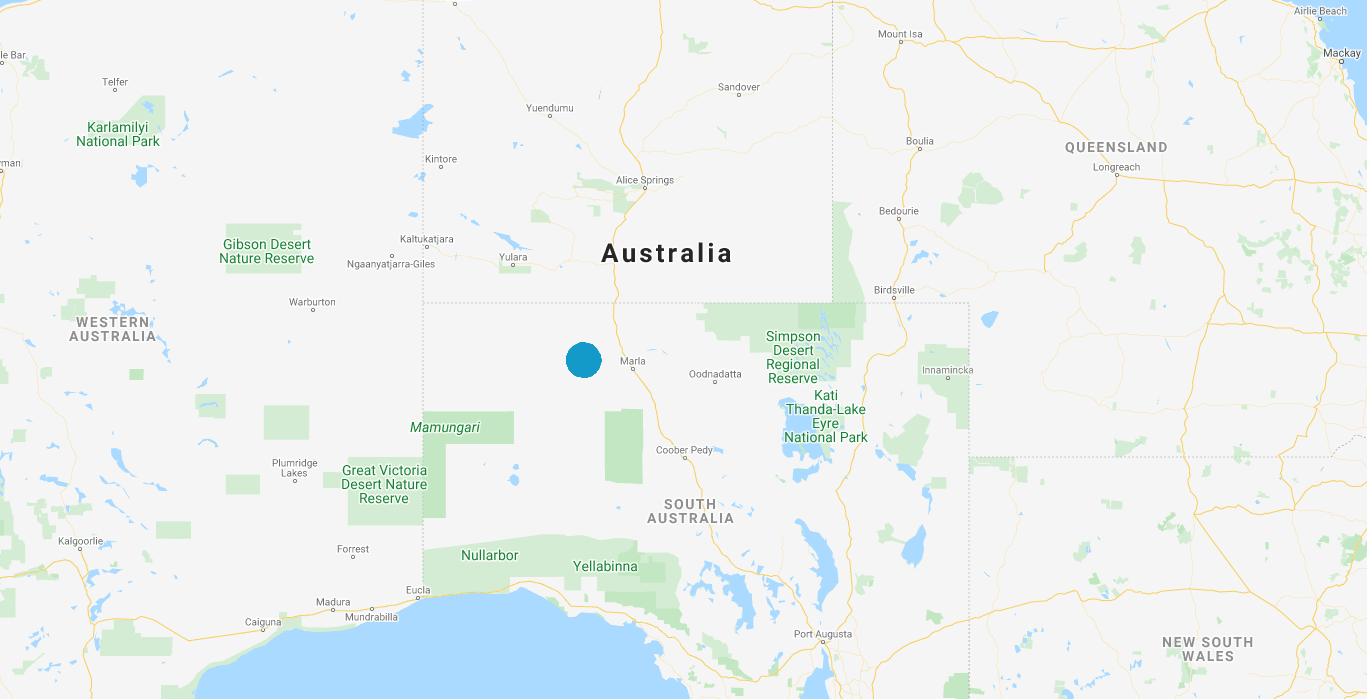 Airlie Beach
Mount Isa
Mackay
le Bar
Telfer
Sandover
Yuendumu
Karlamilyi
National Park
Boulia
QUEENSLAND
Longreach
man
Kintore
Alice Springs
Bedourie
Kaltukatjara
Gibson Desert
Nature Reserve
Australia
Yulara
Ngaanyatjarra-Giles
Birdsville
Warburton
WESTERN
AUSTRALIA
Simpson
Desert
Regional
Reserve
Marla
Oodnadatta
Innamincka
Kati
Thanda-Lake
Eyre
National Park
Mamungari
Coober Pedy
Plumridge
Lakes
Great Victoria
Desert Nature
Reserve
SOUTH
AUSTRALIA
Kalgoorlie
Forrest
Nullarbor
Yellabinna
Eucla
Madura
Mundrabilla
Caiguna
Port Augusta
NEW SOUTH
WALES